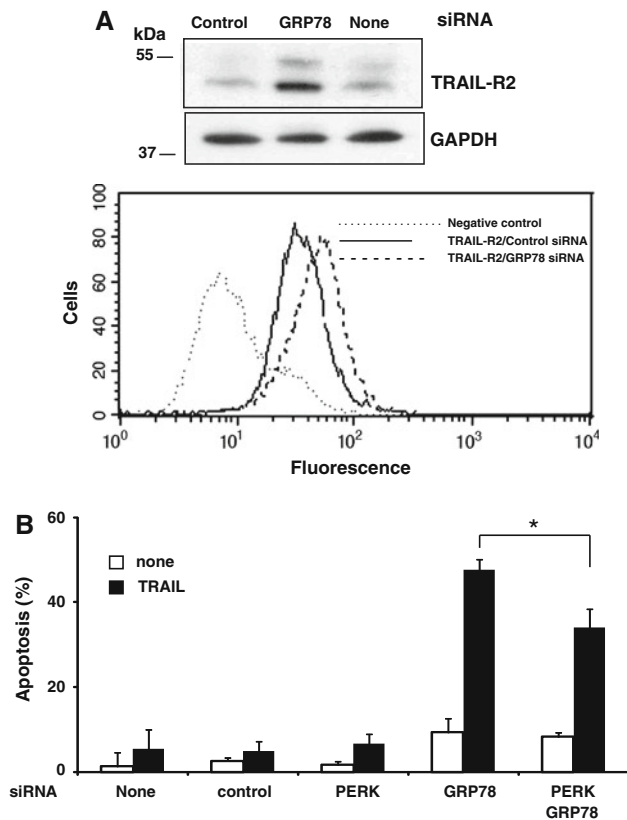 A
Control GRP78 None siRNA
kDa
55
TRAIL-R2
GAPDH
37
100
80
60
40
20
0
Cells
Negative control
TRAIL-R2/Control siRNA
TRAIL-R2/GRP78 siRNA
10^0 10^1 10^2 10^3 10^4
Fluorescence
B
60
40
20
0
Apoptosis (%)
none
TRAIL
*
siRNA None control PERK GRP78 PERK
GRP78